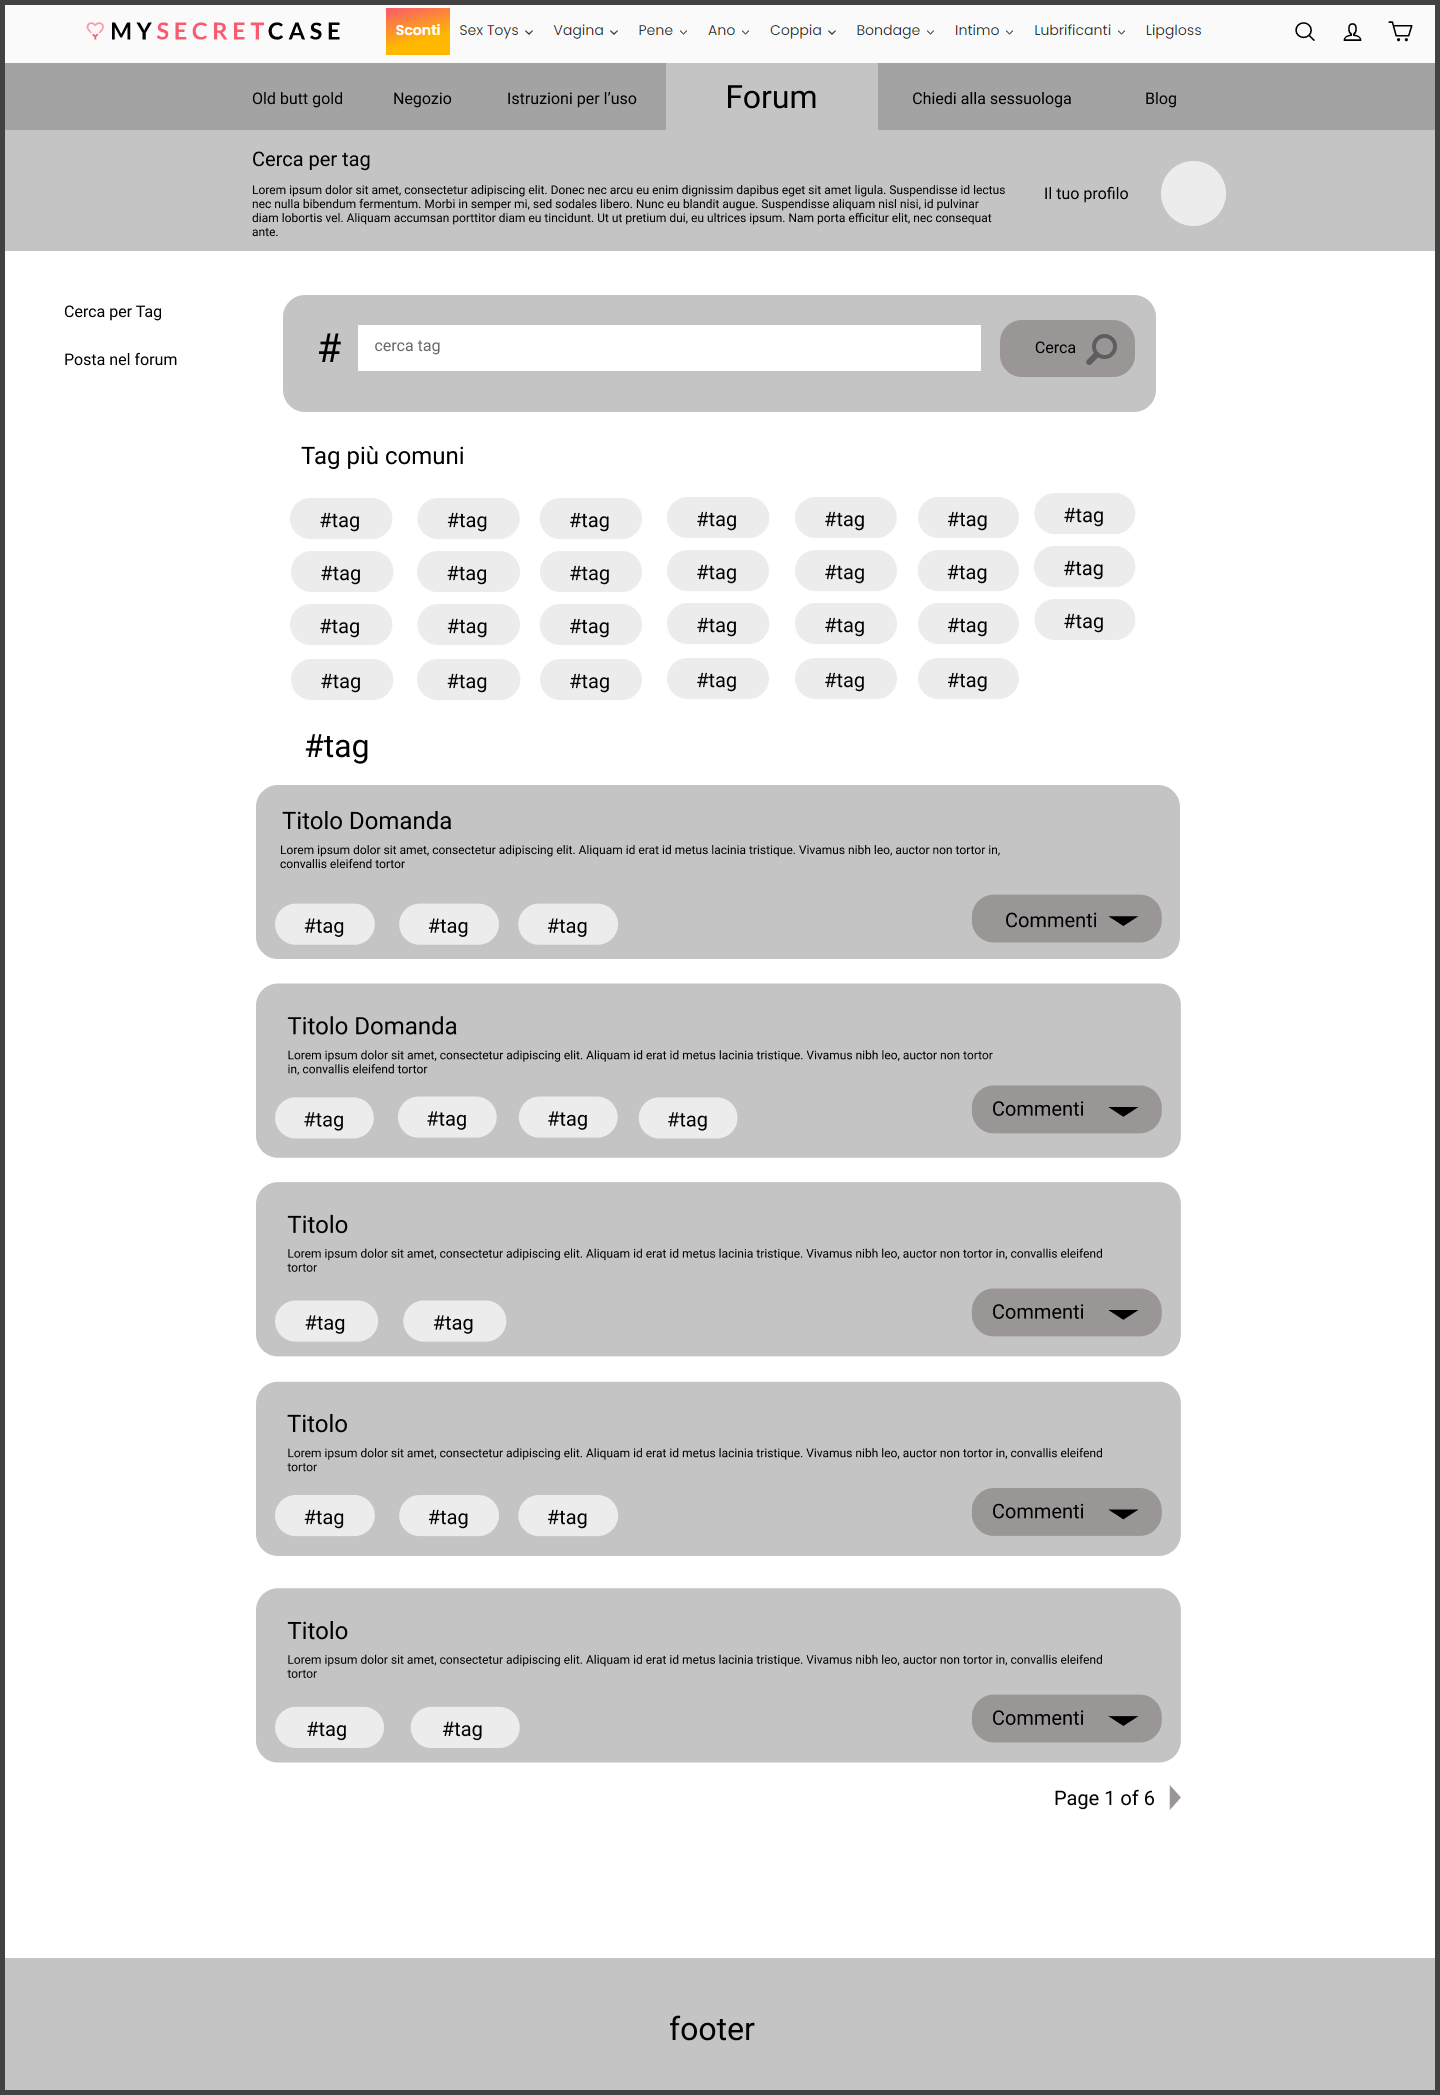 MYSECRETCASE Sconti Sex Toys Vagina Pene Ano Coppia Bondage Intimo Lubrificanti Lipgloss
Old butt gold Negozio Istruzioni per l’uso Forum Chiedi alla sessuologa Blog
Cerca per tag
Lorem ipsum dolor sit amet, consectetur adipiscing elit. Donec nec arcu eu enim dignissim dapibus eget sit amet ligula. Suspendisse id lectus
nec nulla bibendum fermentum. Morbi in semper mi, sed sodales libero. Nunc eu blandit augue. Suspendisse aliquam nisl nisi, id pulvinar
diam lobortis vel. Aliquam accumsan porttitor diam eu tincidunt. Ut ut pretium dui, eu ultrices ipsum. Nam porta efficitur elit, nec consequat
ante.
Il tuo profilo
Cerca per Tag
Posta nel forum
# cerca tag Cerca
Tag più comuni
#tag #tag #tag #tag #tag #tag #tag
#tag #tag #tag #tag #tag #tag #tag
#tag #tag #tag #tag #tag #tag #tag
#tag #tag #tag #tag #tag #tag
#tag
Titolo Domanda
Lorem ipsum dolor sit amet, consectetur adipiscing elit. Aliquam id erat id metus lacinia tristique. Vivamus nibh leo, auctor non tortor in,
convallis eleifend tortor
#tag #tag #tag Commenti
Titolo Domanda
Lorem ipsum dolor sit amet, consectetur adipiscing elit. Aliquam id erat id metus lacinia tristique. Vivamus nibh leo, auctor non tortor
in, convallis eleifend tortor
#tag #tag #tag #tag Commenti
Titolo
Lorem ipsum dolor sit amet, consectetur adipiscing elit. Aliquam id erat id metus lacinia tristique. Vivamus nibh leo, auctor non tortor in, convallis eleifend
tortor
#tag #tag Commenti
Titolo
Lorem ipsum dolor sit amet, consectetur adipiscing elit. Aliquam id erat id metus lacinia tristique. Vivamus nibh leo, auctor non tortor in, convallis eleifend
tortor
#tag #tag #tag Commenti
Titolo
Lorem ipsum dolor sit amet, consectetur adipiscing elit. Aliquam id erat id metus lacinia tristique. Vivamus nibh leo, auctor non tortor in, convallis eleifend
tortor
#tag #tag Commenti
Page 1 of 6
footer